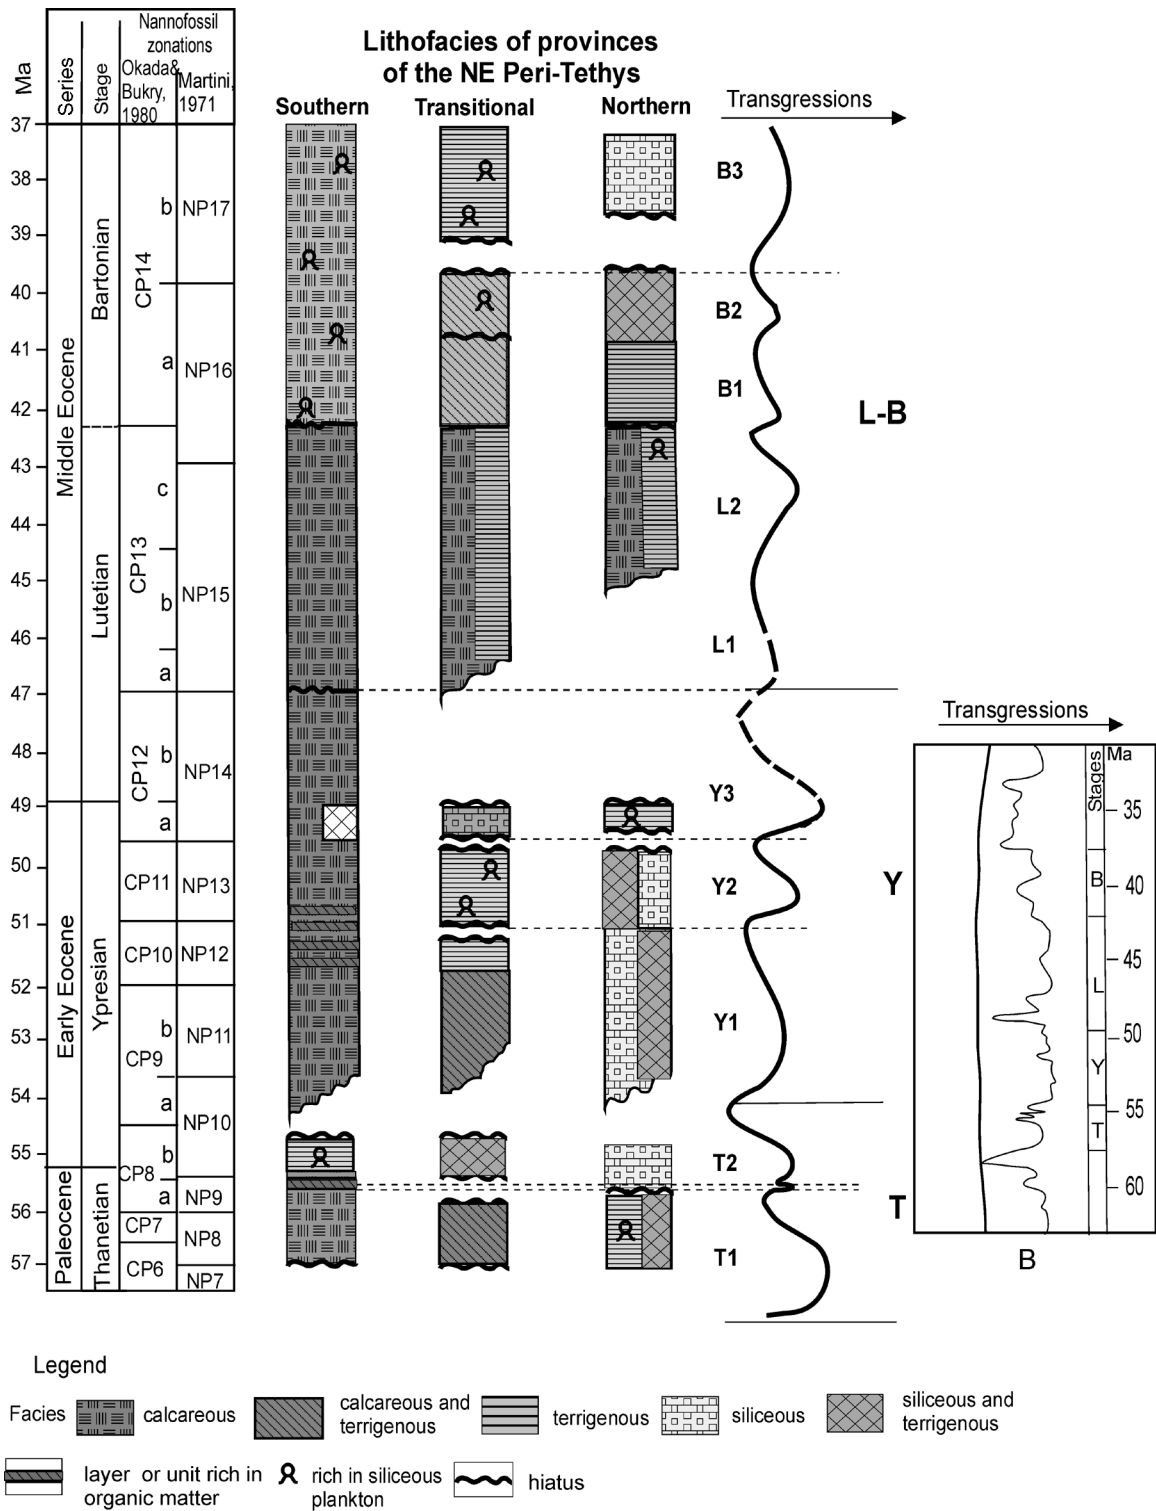 Lithofacies of provinces
of the NE Peri-Tethys
Ma
Series
Stage
Nannofossil
zonations
Okada&
Bukry,
1980
Martini,
1971
Southern
Transitional
Northern
Transgressions
37
38
39
40
41
42
43
44
45
46
47
48
49
50
51
52
53
54
55
56
57
Middle Eocene
Early Eocene
Paleocene
Bartonian
Lutetian
Ypresian
Thanetian
CP14
b
a
CP13
c
b
a
CP12
b
a
CP11
CP10
b
CP9
a
b
CP8
a
CP7
CP6
NP17
NP16
NP15
NP14
NP13
NP12
NP11
NP10
NP9
NP8
NP7
B3
B2
B1
L2
L1
Y3
Y2
Y1
T2
T1
L-B
Y
T
Transgressions
Stages
Ma
35
40
45
50
55
60
B
L
Y
T
B
Legend
Facies
calcareous
calcareous and
terrigenous
terrigenous
siliceous
siliceous and
terrigenous
layer or unit rich in
organic matter
rich in siliceous
plankton
hiatus